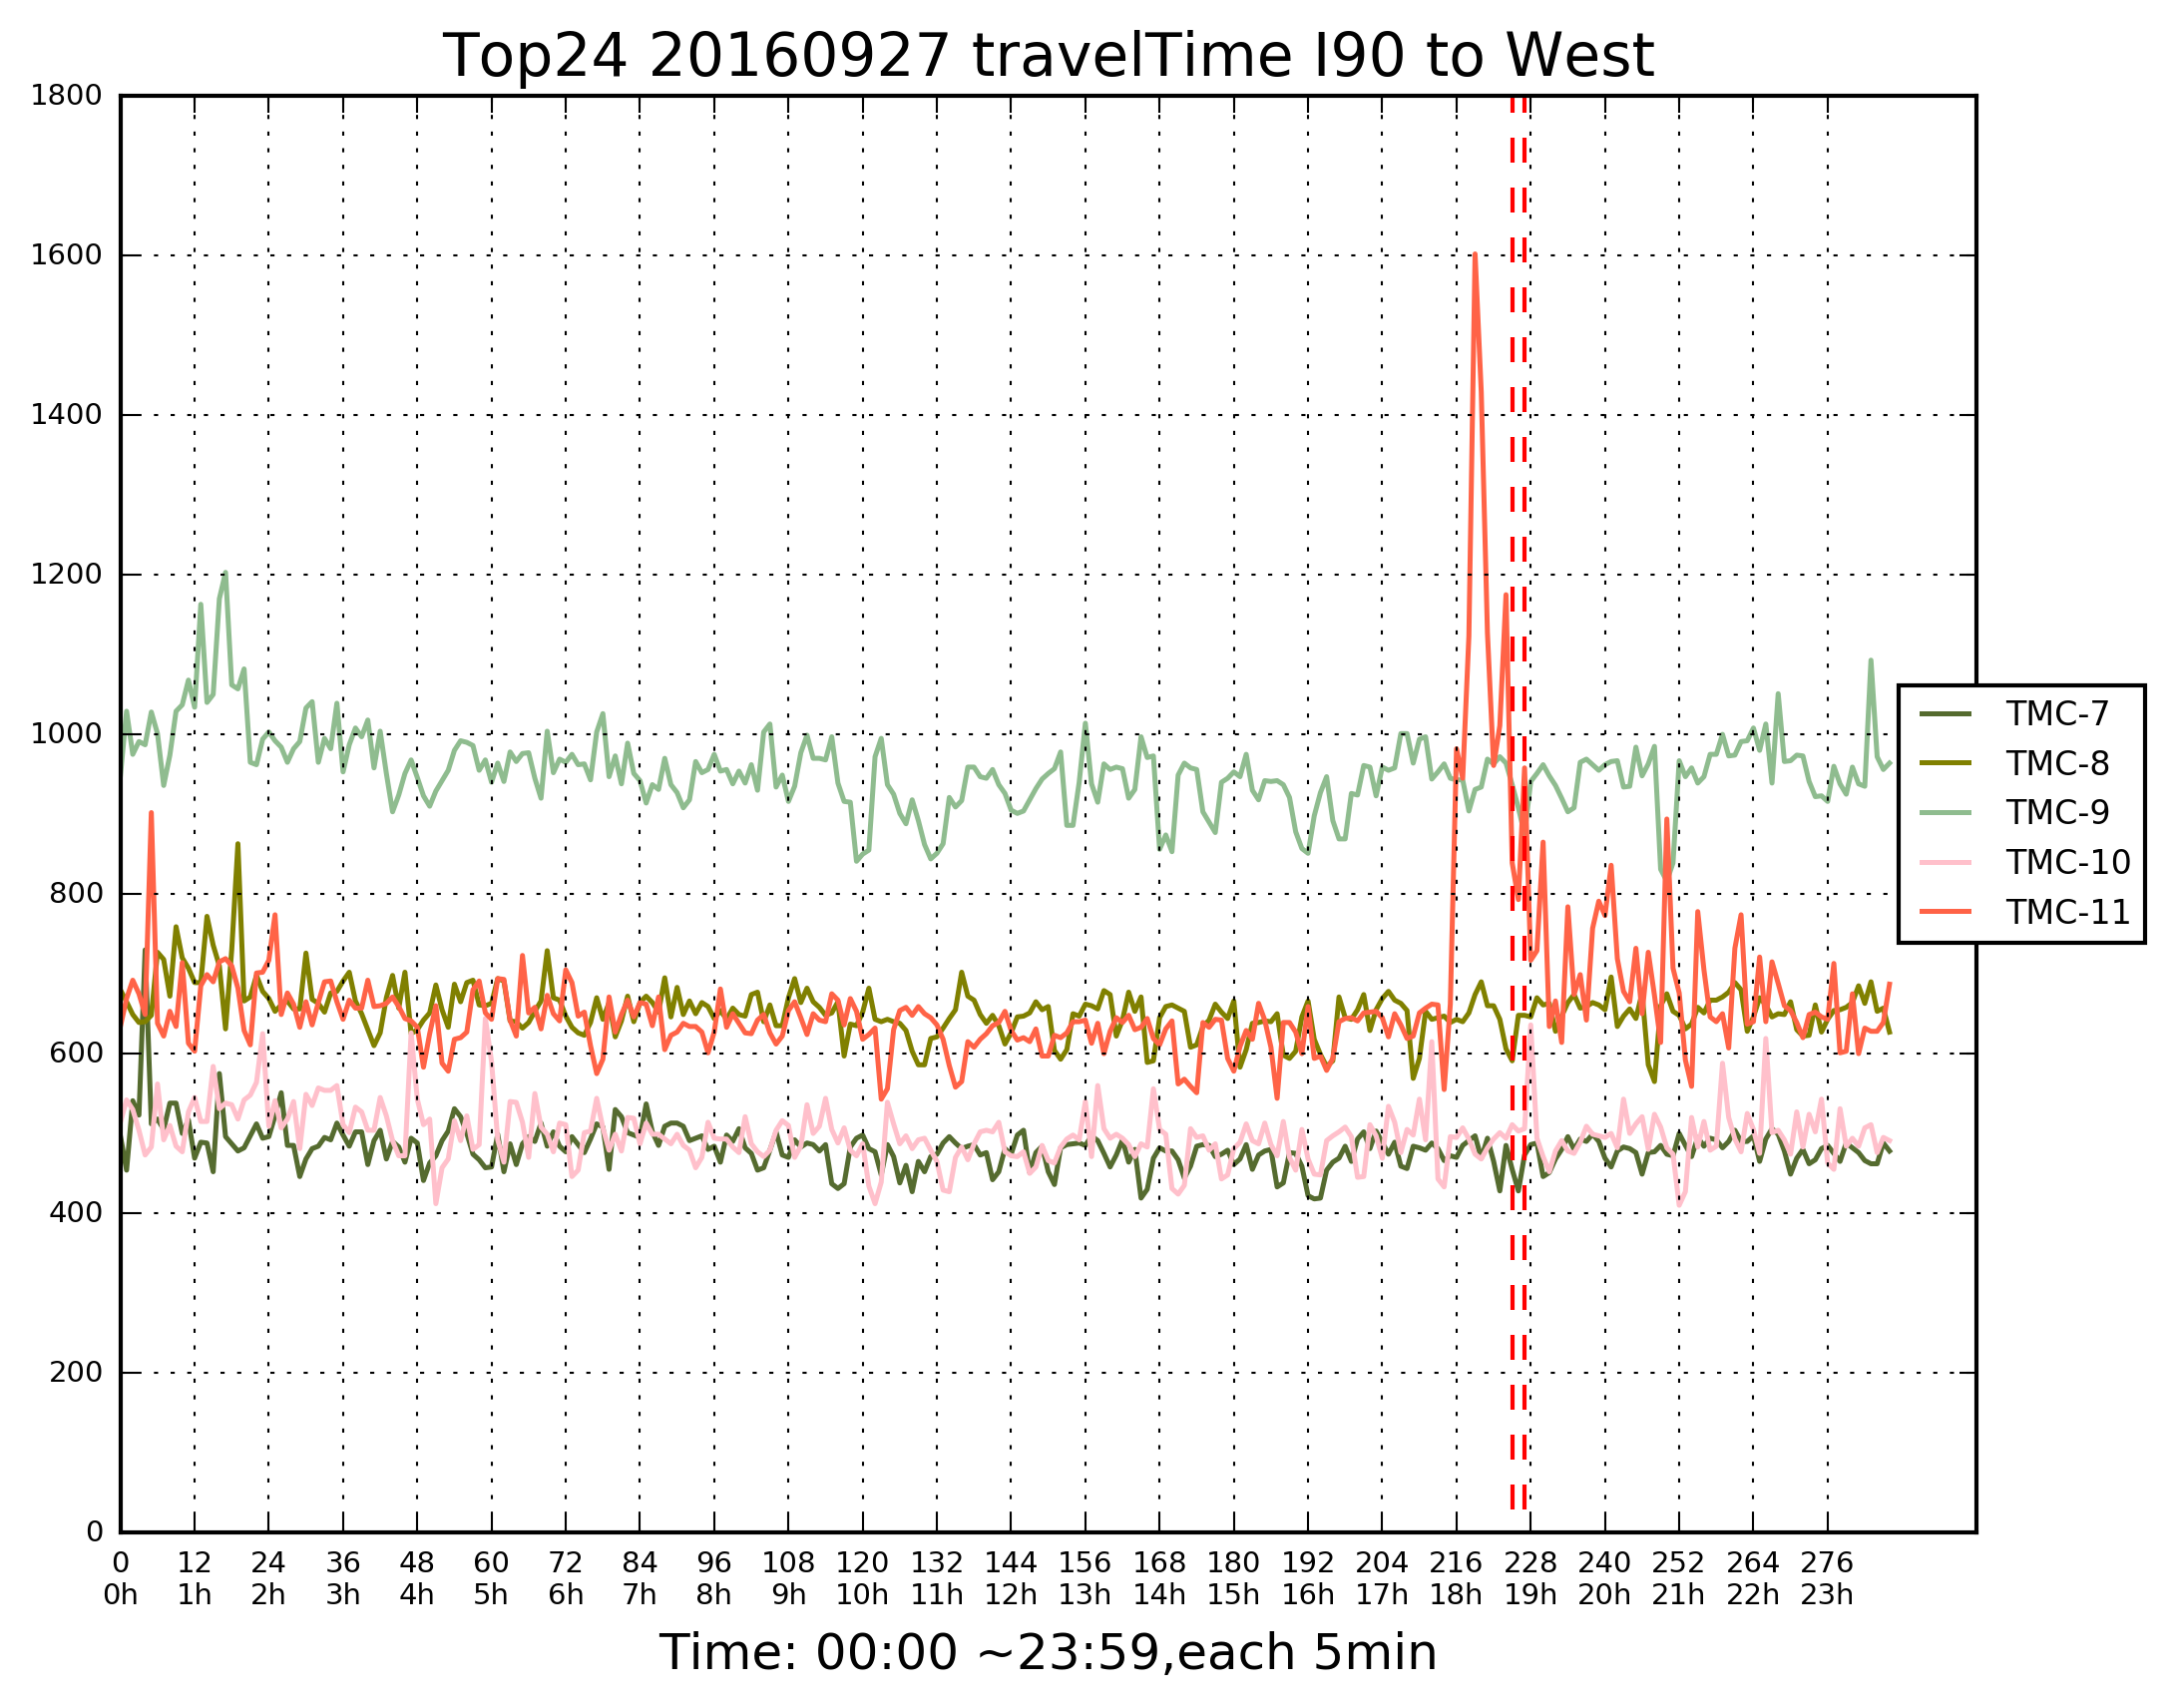 Top24 20160927 travelTime I90 to West
1800
1600
1400
1200
1000
800
600
400
200
0
TMC-7
TMC-8
TMC-9
TMC-10
TMC-11
0 12 24 36 48 60 72 84 96 108 120 132 144 156 168 180 192 204 216 228 240 252 264 276
0h 1h 2h 3h 4h 5h 6h 7h 8h 9h 10h 11h 12h 13h 14h 15h 16h 17h 18h 19h 20h 21h 22h 23h
Time: 00:00 ~23:59,each 5min